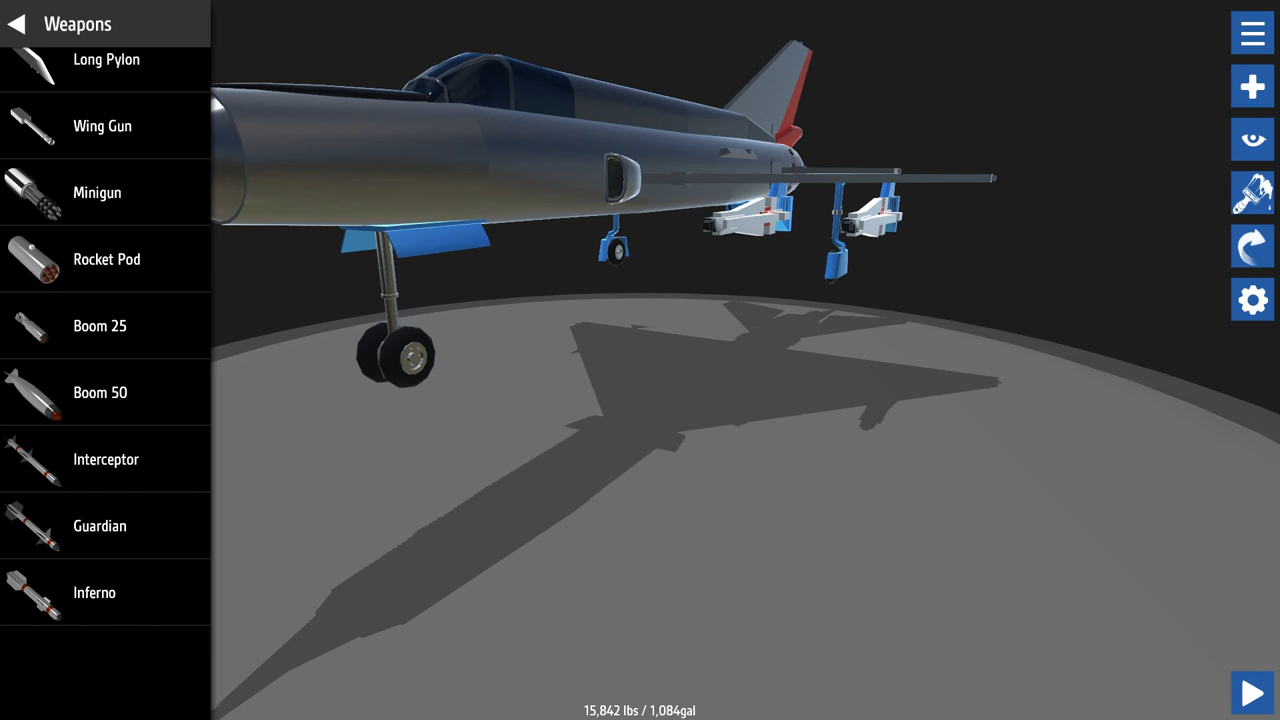 Weapons
Long Pylon
Wing Gun
Minigun
Rocket Pod
Boom 25
Boom 50
Interceptor
Guardian
Inferno
15,842 lbs / 1,084gal